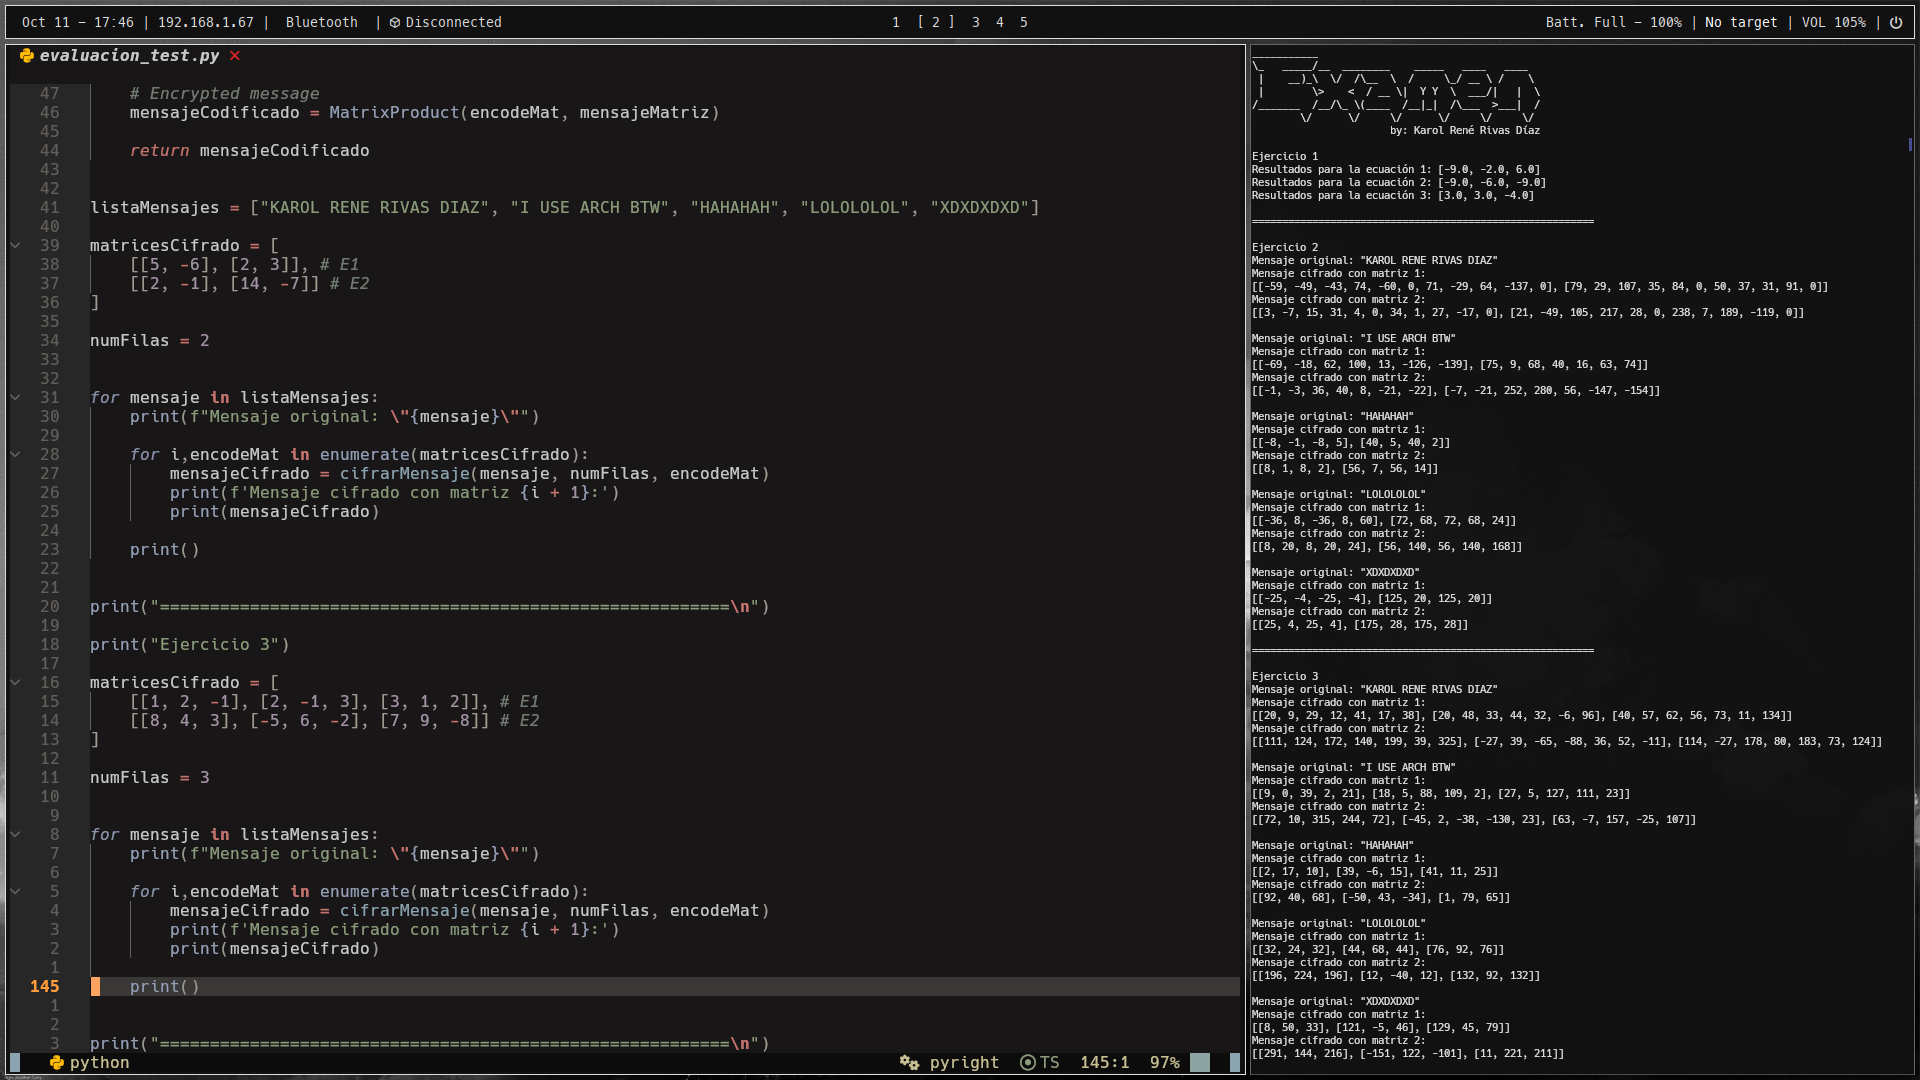 Oct 11 - 17:46 | 192.168.1.67 | Bluetooth | Disconnected
1 [ 2 ] 3 4 5
Batt. Full - 100% | No target | VOL 105% |
evaluacion_test.py ✕
47 # Encrypted message
46 mensajeCodificado = MatrixProduct(encodeMat, mensajeMatriz)
45
44 return mensajeCodificado
43
42
41 listaMensajes = ["KAROL RENE RIVAS DIAZ", "I USE ARCH BTW", "HAHAHAH", "LOLOLOLOL", "XDXDXDXD"]
40
39 matricesCifrado = [
38 [[5, -6], [2, 3]], # E1
37 [[2, -1], [14, -7]] # E2
36 ]
35
34 numFilas = 2
33
32
31 for mensaje in listaMensajes:
30 print(f"Mensaje original: \"{mensaje}\"")
29
28 for i,encodeMat in enumerate(matricesCifrado):
27 mensajeCifrado = cifrarMensaje(mensaje, numFilas, encodeMat)
26 print(f'Mensaje cifrado con matriz {i + 1}:')
25 print(mensajeCifrado)
24
23 print()
22
21
20 print("=========================================================\n")
19
18 print("Ejercicio 3")
17
16 matricesCifrado = [
15 [[1, 2, -1], [2, -1, 3], [3, 1, 2]], # E1
14 [[8, 4, 3], [-5, 6, -2], [7, 9, -8]] # E2
13 ]
12
11 numFilas = 3
10
9
8 for mensaje in listaMensajes:
7 print(f"Mensaje original: \"{mensaje}\"")
6
5 for i,encodeMat in enumerate(matricesCifrado):
4 mensajeCifrado = cifrarMensaje(mensaje, numFilas, encodeMat)
3 print(f'Mensaje cifrado con matriz {i + 1}:')
2 print(mensajeCifrado)
1
145 print()
1
2
3 print("=========================================================\n")
python
pyright TS 145:1 97%
by: Karol René Rivas Díaz
Ejercicio 1
Resultados para la ecuación 1: [-9.0, -2.0, 6.0]
Resultados para la ecuación 2: [-9.0, -6.0, -9.0]
Resultados para la ecuación 3: [3.0, 3.0, -4.0]
=========================================================
Ejercicio 2
Mensaje original: "KAROL RENE RIVAS DIAZ"
Mensaje cifrado con matriz 1:
[[-59, -49, -43, 74, -60, 0, 71, -29, 64, -137, 0], [79, 29, 107, 35, 84, 0, 50, 37, 31, 91, 0]]
Mensaje cifrado con matriz 2:
[[3, -7, 15, 31, 4, 0, 34, 1, 27, -17, 0], [21, -49, 105, 217, 28, 0, 238, 7, 189, -119, 0]]
Mensaje original: "I USE ARCH BTW"
Mensaje cifrado con matriz 1:
[[-69, -18, 62, 100, 13, -126, -139], [75, 9, 68, 40, 16, 63, 74]]
Mensaje cifrado con matriz 2:
[[-1, -3, 36, 40, 8, -21, -22], [-7, -21, 252, 280, 56, -147, -154]]
Mensaje original: "HAHAHAH"
Mensaje cifrado con matriz 1:
[[-8, -1, -8, 5], [40, 5, 40, 2]]
Mensaje cifrado con matriz 2:
[[8, 1, 8, 2], [56, 7, 56, 14]]
Mensaje original: "LOLOLOLOL"
Mensaje cifrado con matriz 1:
[[-36, 8, -36, 8, 60], [72, 68, 72, 68, 24]]
Mensaje cifrado con matriz 2:
[[8, 20, 8, 20, 24], [56, 140, 56, 140, 168]]
Mensaje original: "XDXDXDXD"
Mensaje cifrado con matriz 1:
[[-25, -4, -25, -4], [125, 20, 125, 20]]
Mensaje cifrado con matriz 2:
[[25, 4, 25, 4], [175, 28, 175, 28]]
=========================================================
Ejercicio 3
Mensaje original: "KAROL RENE RIVAS DIAZ"
Mensaje cifrado con matriz 1:
[[20, 9, 29, 12, 41, 17, 38], [20, 48, 33, 44, 32, -6, 96], [40, 57, 62, 56, 73, 11, 134]]
Mensaje cifrado con matriz 2:
[[111, 124, 172, 140, 199, 39, 325], [-27, 39, -65, -88, 36, 52, -11], [114, -27, 178, 80, 183, 73, 124]]
Mensaje original: "I USE ARCH BTW"
Mensaje cifrado con matriz 1:
[[9, 0, 39, 2, 21], [18, 5, 88, 109, 2], [27, 5, 127, 111, 23]]
Mensaje cifrado con matriz 2:
[[72, 10, 315, 244, 72], [-45, 2, -38, -130, 23], [63, -7, 157, -25, 107]]
Mensaje original: "HAHAHAH"
Mensaje cifrado con matriz 1:
[[2, 17, 10], [39, -6, 15], [41, 11, 25]]
Mensaje cifrado con matriz 2:
[[92, 40, 68], [-50, 43, -34], [1, 79, 65]]
Mensaje original: "LOLOLOLOL"
Mensaje cifrado con matriz 1:
[[32, 24, 32], [44, 68, 44], [76, 92, 76]]
Mensaje cifrado con matriz 2:
[[196, 224, 196], [12, -40, 12], [132, 92, 132]]
Mensaje original: "XDXDXDXD"
Mensaje cifrado con matriz 1:
[[8, 50, 33], [121, -5, 46], [129, 45, 79]]
Mensaje cifrado con matriz 2:
[[291, 144, 216], [-151, 122, -101], [11, 221, 211]]